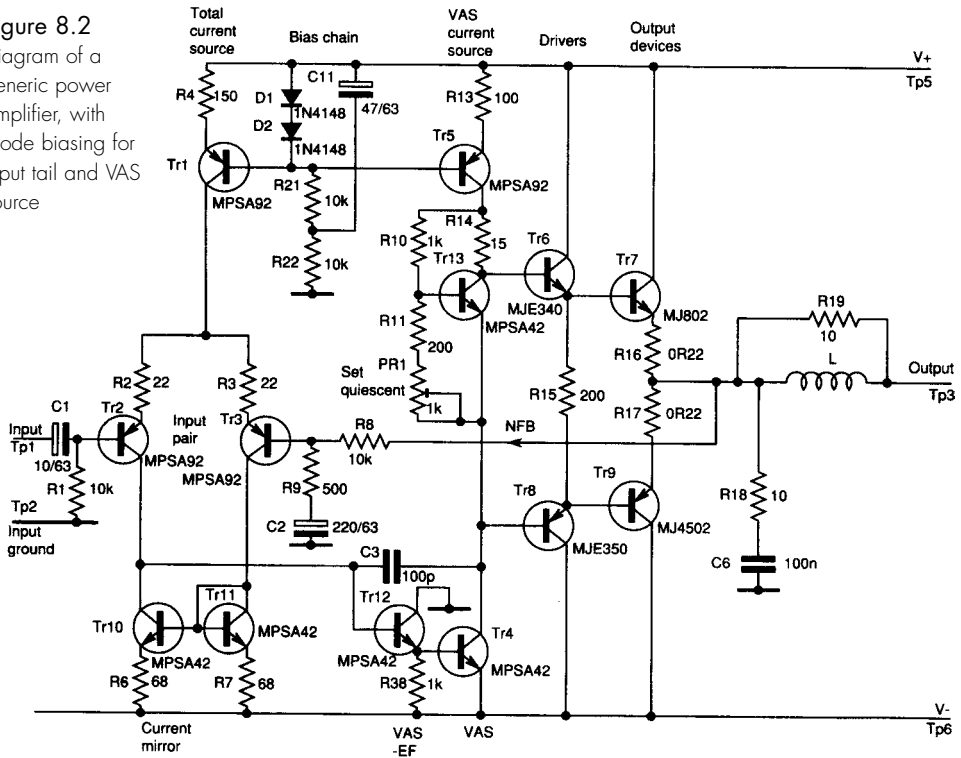 igure 8.2
iagram of a
eneric power
mplifier, with
ode biasing for
put tail and VAS
ource
Total
current
source
Bias chain
VAS
current
source
Drivers
Output
devices
V+
Tp5
R4
150
D1
1N4148
D2
1N4148
C11
47/63
R13
100
Tr1
MPSA92
Tr5
MPSA92
R21
10k
R22
10k
R10
1k
R14
15
Tr13
MPSA42
Tr6
MJE340
Tr7
MJ802
R11
200
PR1
Set
quiescent
1k
R15
200
R16
0R22
R17
0R22
R19
10
L
Output
Tp3
R2
22
R3
22
C1
Input
Tp1
10/63
Tr2
MPSA92
Input
pair
Tr3
MPSA92
R8
10k
NFB
R1
10k
R9
500
Tp2
Input
ground
C2
220/63
Tr8
MJE350
Tr9
MJ4502
R18
10
C6
100n
C3
100p
Tr10
MPSA42
Tr11
MPSA42
Tr12
MPSA42
Tr4
MPSA42
R6
68
R7
68
R38
1k
Current
mirror
VAS
-EF
VAS
V-
Tp6